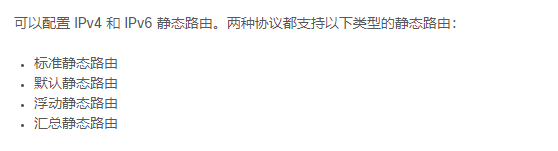 可以配置 IPv4 和 IPv6 静态路由。两种协议都支持以下类型的静态路由：
• 标准静态路由
• 默认静态路由
• 浮动静态路由
• 汇总静态路由